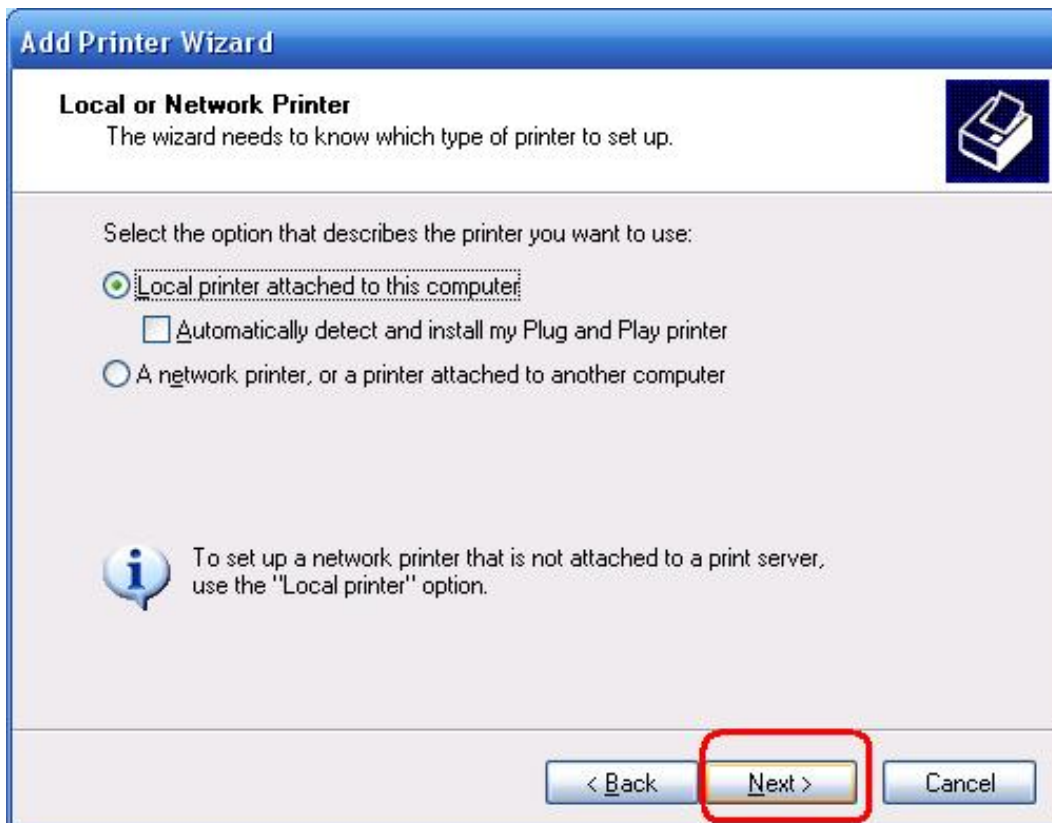 Add Printer Wizard
Local or Network Printer
The wizard needs to know which type of printer to set up.
Select the option that describes the printer you want to use:
Local printer attached to this computer
Automatically detect and install my Plug and Play printer
A network printer, or a printer attached to another computer
To set up a network printer that is not attached to a print server,
use the "Local printer" option.
< Back Next > Cancel